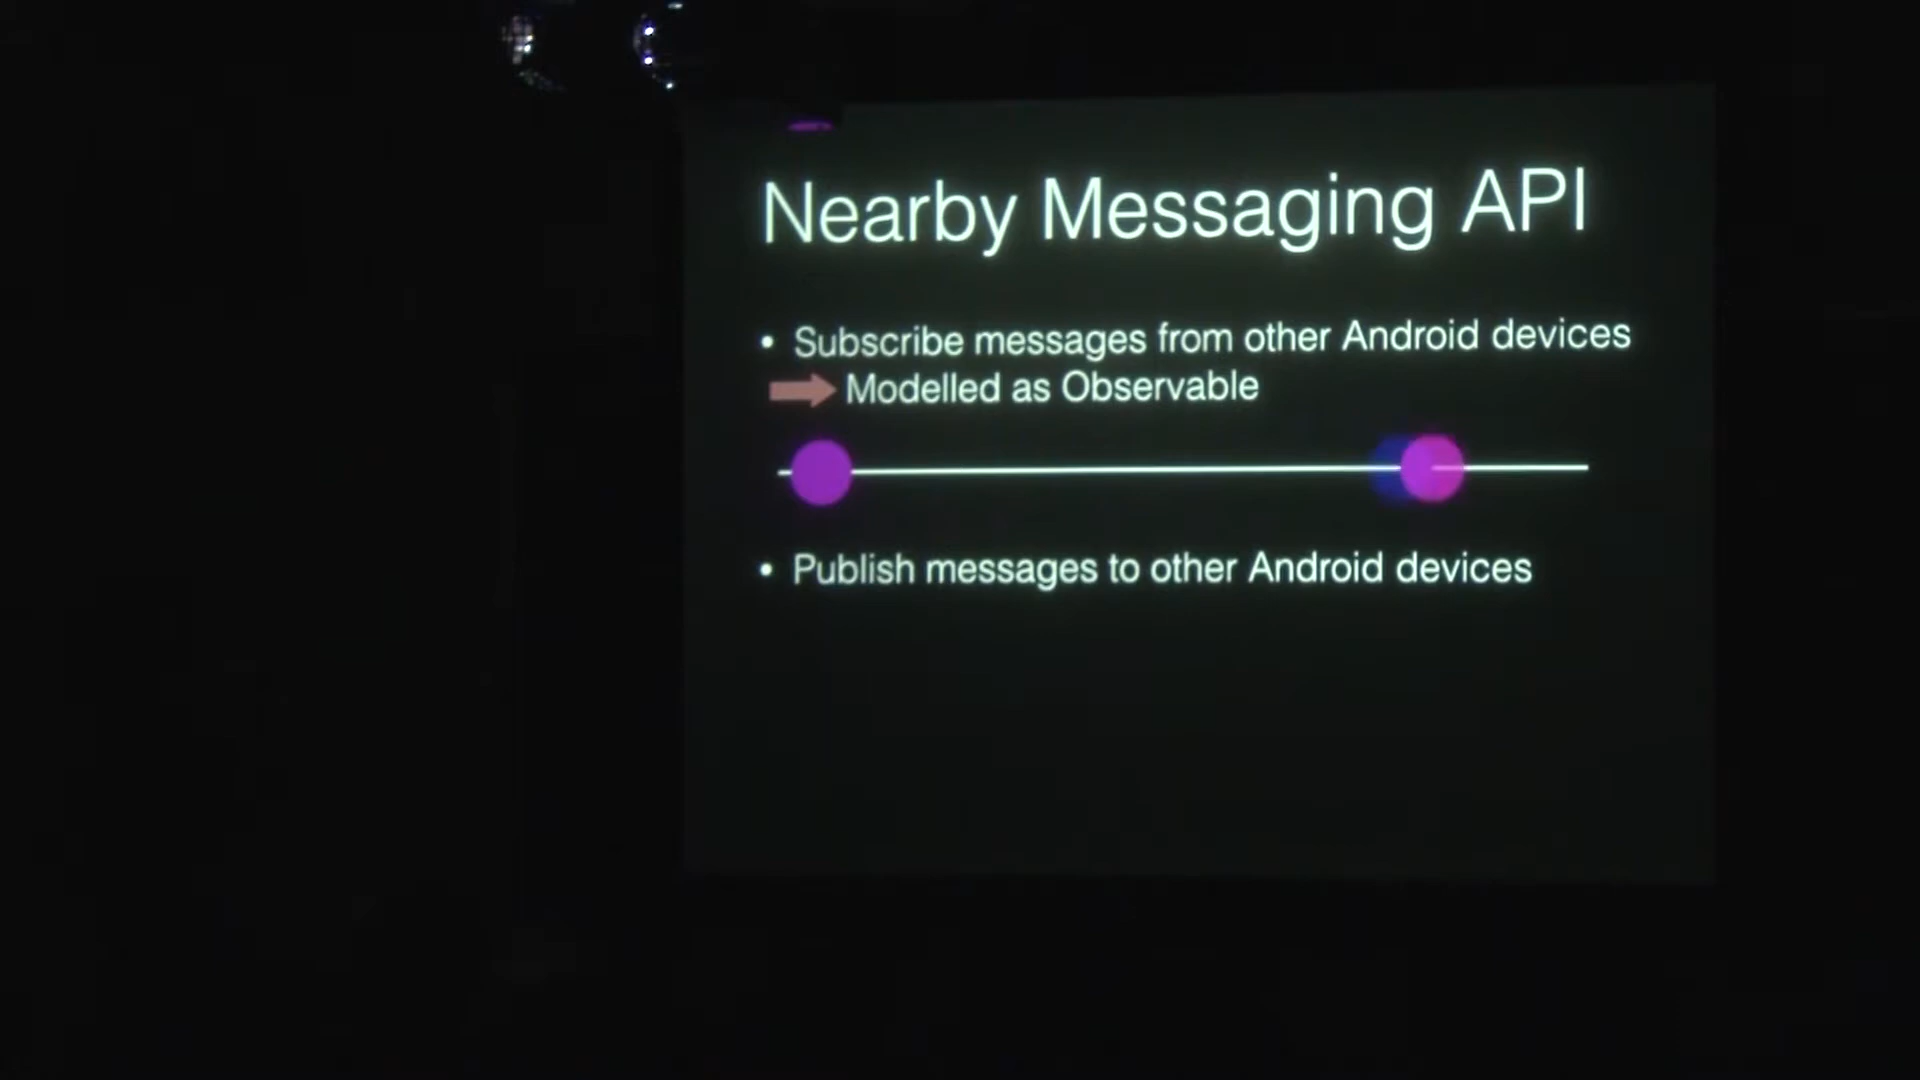 Nearby Messaging API
• Subscribe messages from other Android devices
Modelled as Observable
• Publish messages to other Android devices